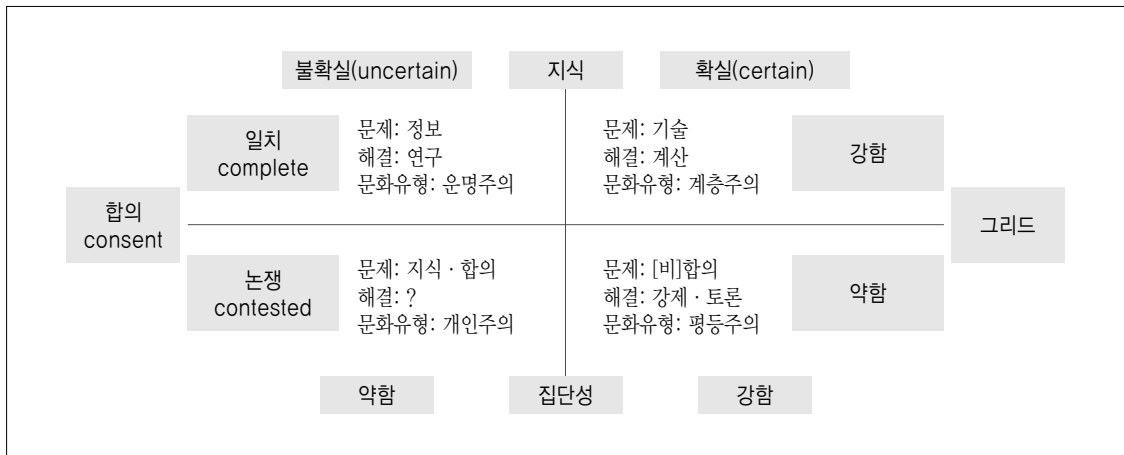 불확실(uncertain)
지식
확실(certain)
일치
complete
문제: 정보
해결: 연구
문화유형: 운명주의
문제: 기술
해결: 계산
문화유형: 계층주의
강함
합의
consent
그리드
논쟁
contested
문제: 지식 · 합의
해결: ?
문화유형: 개인주의
문제: [비]합의
해결: 강제 · 토론
문화유형: 평등주의
약함
약함
집단성
강함